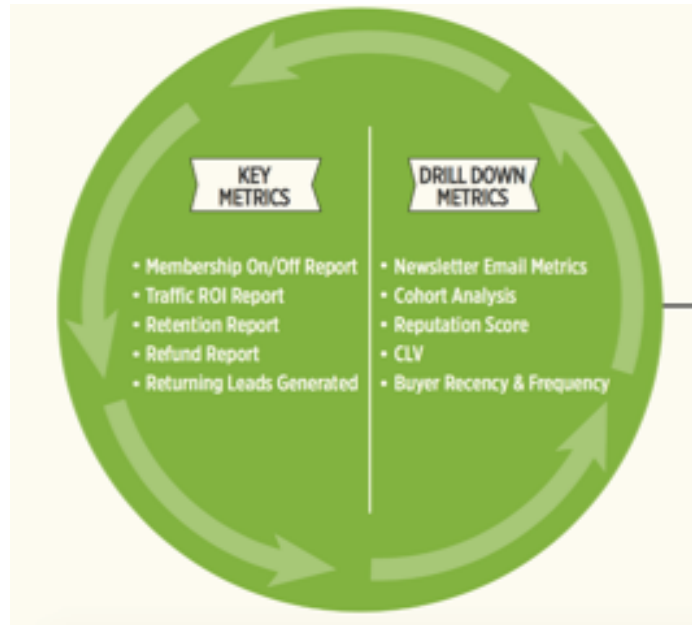 KEY
METRICS
• Membership On/Off Report
• Traffic ROI Report
• Retention Report
• Refund Report
• Returning Leads Generated
DRILL DOWN
METRICS
• Newsletter Email Metrics
• Cohort Analysis
• Reputation Score
• CLV
• Buyer Recency & Frequency